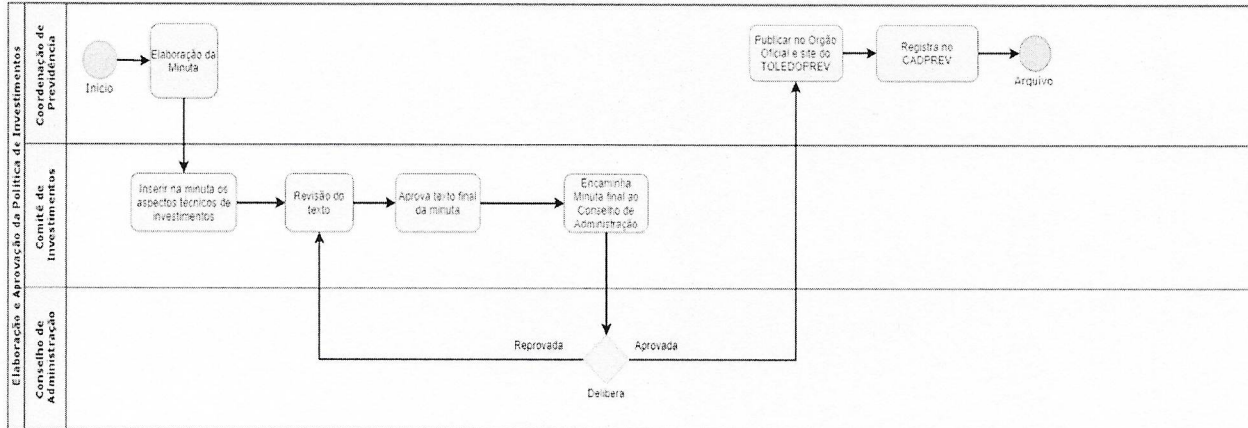 Elaboração e Aprovação da Política de Investimentos
Coordenação de
Previdência
Início
Elaboração da
Minuta
Publicar no Orgão
Oficial e site do
TOLEDOPREV
Registra no
CADPREV
Arquivo
Comitê de
Investimentos
Inserir na minuta os
aspectos técnicos de
investimentos
Revisão do
texto
Aprova texto final
da minuta
Encaminha
Minuta final ao
Conselho de
Administração
Conselho de
Administração
Reprovada
Aprovada
Delibera